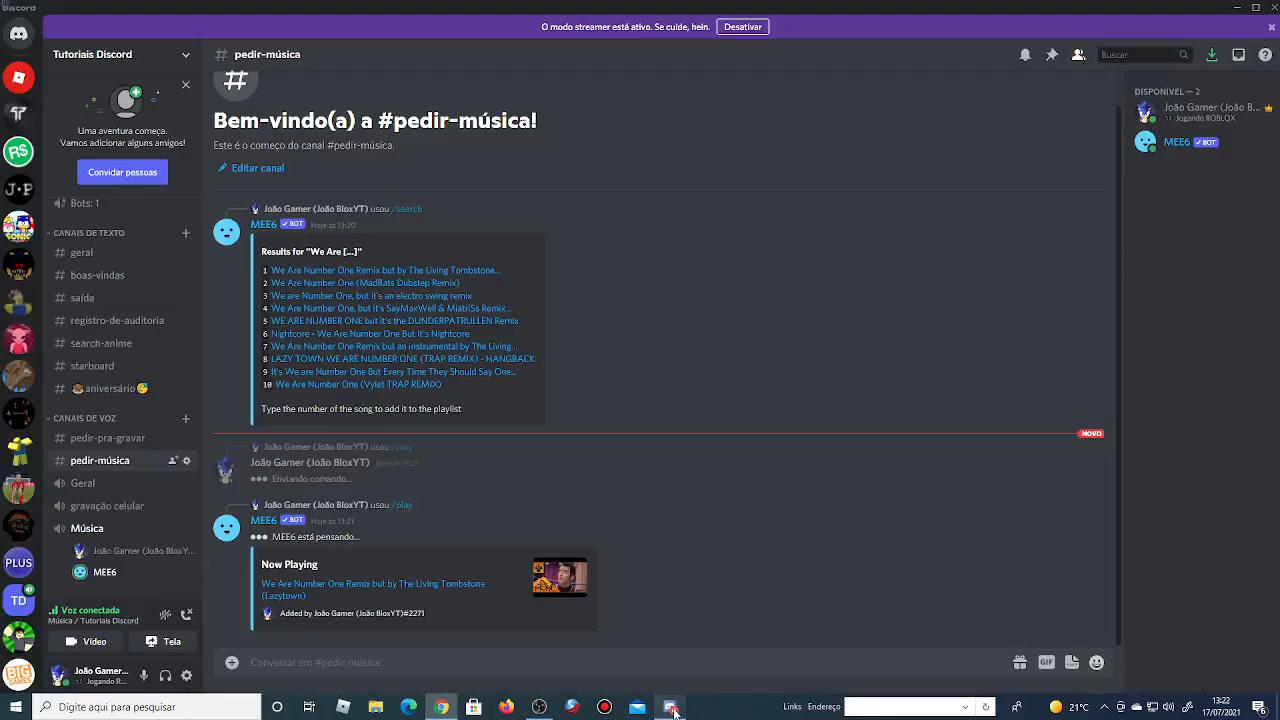 Discord
O modo streamer está ativo. Se cuide, hein. Desativar
Tutoriais Discord
# pedir-música
Buscar
Uma aventura começa.
Vamos adicionar alguns amigos!
Convidar pessoas
Bots: 1
CANAIS DE TEXTO
# geral
# boas-vindas
# saída
# registro-de-auditoria
# search-anime
# starboard
# aniversário
CANAIS DE VOZ
# pedir-pra-gravar
# pedir-música
Geral
gravação celular
Música
João Gamer (João BloxYT...
MEE6
Voz conectada
Música / Tutoriais Discord
Vídeo
Tela
João Gamer...
Jogando R...
RS
J.P
PLUS
TD
BIG GAMES
#
Bem-vindo(a) a #pedir-música!
Este é o começo do canal #pedir-música.
Editar canal
João Gamer (João BloxYT) usou /search
MEE6 ✓BOT Hoje às 13:20
Results for "We Are [...]"
1 We Are Number One Remix but by The Living Tombstone...
2 We Are Number One (MadRats Dubstep Remix)
3 We are Number One, but it's an electro swing remix
4 We Are Number One, but it's SayMaxWell & MiatriSs Remix...
5 WE ARE NUMBER ONE but it's the DUNDERPATRULLEN Remix
6 Nightcore - We Are Number One But It's Nightcore
7 We Are Number One but an instrumental by The Living...
8 LAZY TOWN WE ARE NUMBER ONE (TRAP REMIX) - HANGBACK
9 It's We Are Number One But Every Time They Should Say One...
10 We Are Number One (Vylet TRAP REMIX)
Type the number of the song to add it to the playlist
NOVO
João Gamer (João BloxYT) usou /play
João Gamer (João BloxYT) Hoje às 13:21
Enviando comando...
João Gamer (João BloxYT) usou /play
MEE6 ✓BOT Hoje às 13:21
MEE6 está pensando...
Now Playing
We Are Number One Remix but by The Living Tombstone
(Lazytown)
Added by João Gamer (João BloxYT)#2271
Conversar em #pedir-música
GIF
DISPONÍVEL — 2
João Gamer (João B...
Jogando ROBLOX
MEE6 ✓BOT
Digite aqui para pesquisar
Links Endereço
21°C
13:22
17/07/2021